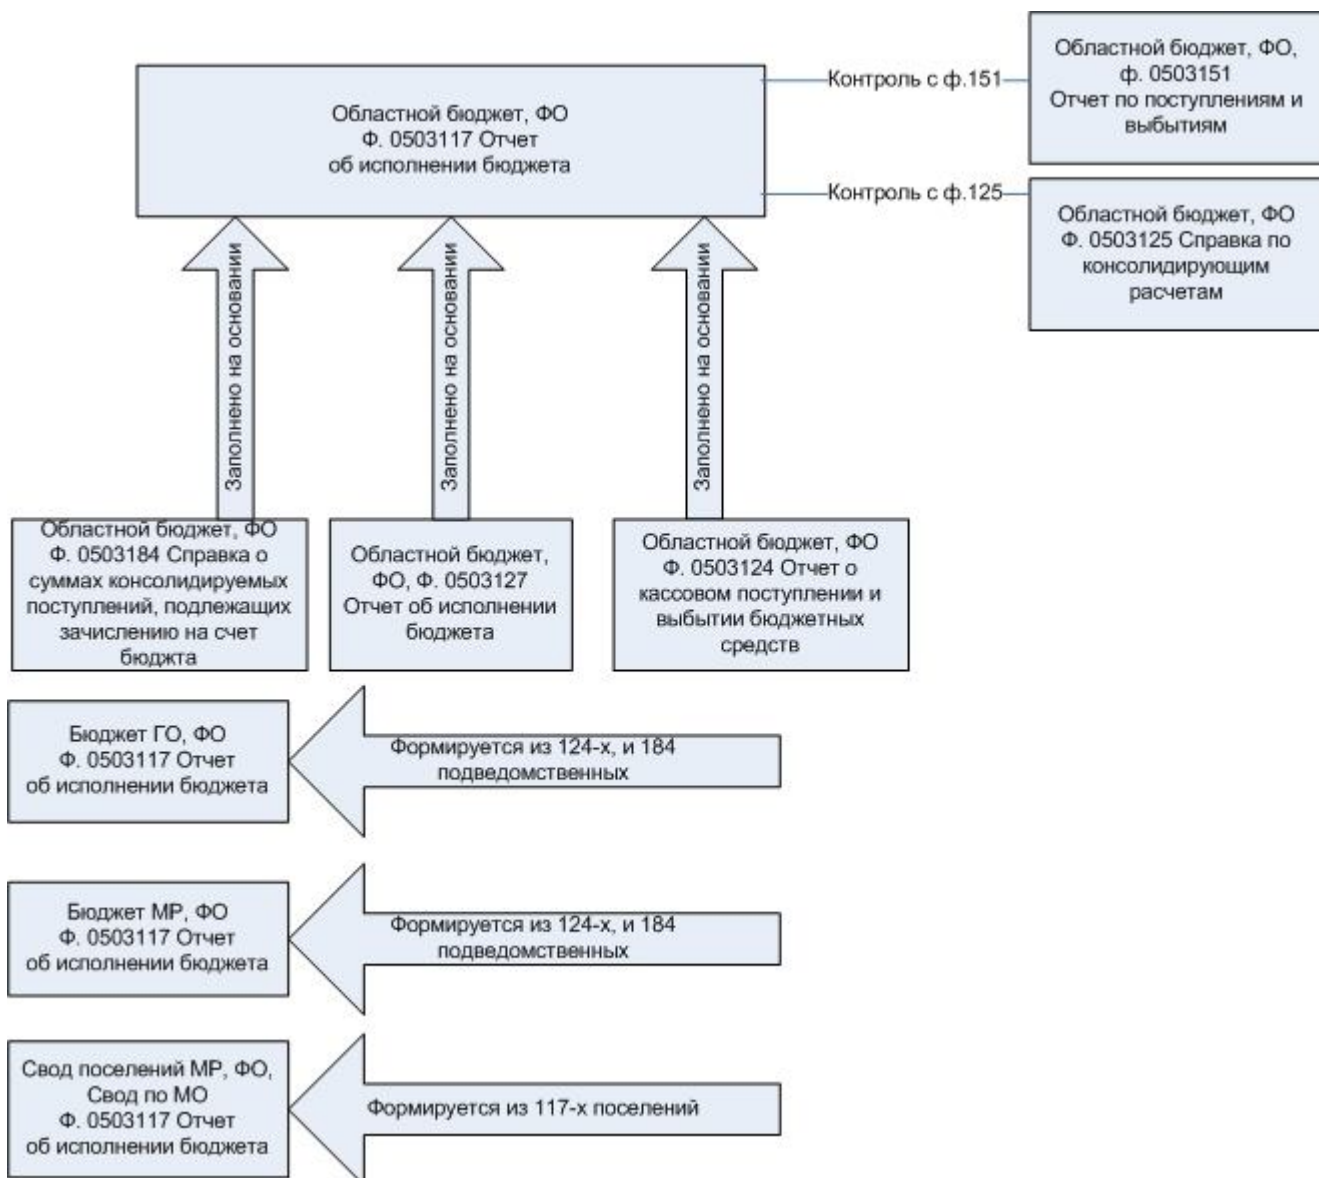 Областной бюджет, ФО
Ф. 0503117 Отчет
об исполнении бюджета
Контроль с ф.151
Областной бюджет, ФО,
ф. 0503151
Отчет по поступлениям и
выбытиям
Контроль с ф.125
Областной бюджет, ФО
Ф. 0503125 Справка по
консолидирующим
расчетам
Заполнено на основании
Заполнено на основании
Заполнено на основании
Областной бюджет, ФО
Ф. 0503184 Справка о
суммах консолидируемых
поступлений, подлежащих
зачислению на счет
бюджта
Областной бюджет,
ФО, Ф. 0503127
Отчет об исполнении
бюджета
Областной бюджет, ФО
Ф. 0503124 Отчет о
кассовом поступлении и
выбытии бюджетных
средств
Бюджет ГО, ФО
Ф. 0503117 Отчет
об исполнении бюджета
Формируется из 124-х, и 184
подведомственных
Бюджет МР, ФО
Ф. 0503117 Отчет
об исполнении бюджета
Формируется из 124-х, и 184
подведомственных
Свод поселений МР, ФО,
Свод по МО
Ф. 0503117 Отчет
об исполнении бюджета
Формируется из 117-х поселений